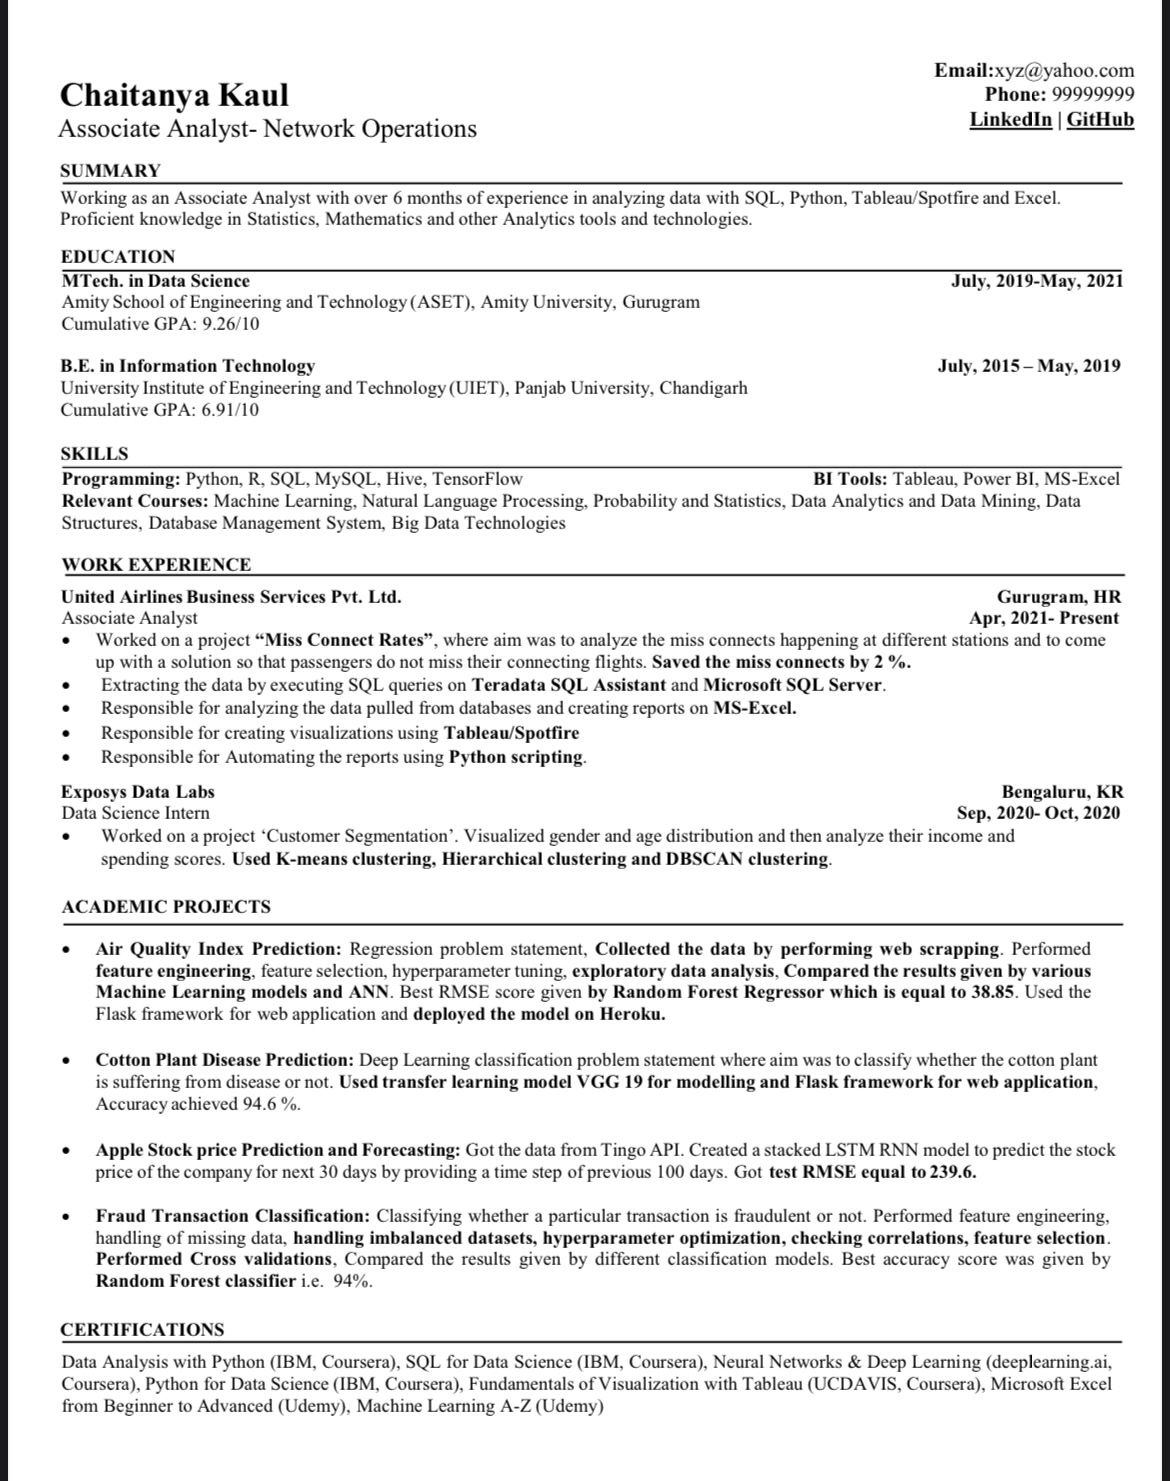 Email:xyz@yahoo.com
Chaitanya Kaul
Phone: 99999999
Associate Analyst- Network Operations
LinkedIn | GitHub
SUMMARY
Working as an Associate Analyst with over 6 months of experience in analyzing data with SQL, Python, Tableau/Spotfire and Excel.
Proficient knowledge in Statistics, Mathematics and other Analytics tools and technologies.
EDUCATION
MTech. in Data Science July, 2019-May, 2021
Amity School of Engineering and Technology (ASET), Amity University, Gurugram
Cumulative GPA: 9.26/10
B.E. in Information Technology July, 2015 – May, 2019
University Institute of Engineering and Technology (UIET), Panjab University, Chandigarh
Cumulative GPA: 6.91/10
SKILLS
Programming: Python, R, SQL, MySQL, Hive, TensorFlow BI Tools: Tableau, Power BI, MS-Excel
Relevant Courses: Machine Learning, Natural Language Processing, Probability and Statistics, Data Analytics and Data Mining, Data
Structures, Database Management System, Big Data Technologies
WORK EXPERIENCE
United Airlines Business Services Pvt. Ltd. Gurugram, HR
Associate Analyst Apr, 2021- Present
• Worked on a project “Miss Connect Rates”, where aim was to analyze the miss connects happening at different stations and to come
up with a solution so that passengers do not miss their connecting flights. Saved the miss connects by 2 %.
• Extracting the data by executing SQL queries on Teradata SQL Assistant and Microsoft SQL Server.
• Responsible for analyzing the data pulled from databases and creating reports on MS-Excel.
• Responsible for creating visualizations using Tableau/Spotfire
• Responsible for Automating the reports using Python scripting.
Exposys Data Labs Bengaluru, KR
Data Science Intern Sep, 2020- Oct, 2020
• Worked on a project ‘Customer Segmentation’. Visualized gender and age distribution and then analyze their income and
spending scores. Used K-means clustering, Hierarchical clustering and DBSCAN clustering.
ACADEMIC PROJECTS
• Air Quality Index Prediction: Regression problem statement, Collected the data by performing web scrapping. Performed
feature engineering, feature selection, hyperparameter tuning, exploratory data analysis, Compared the results given by various
Machine Learning models and ANN. Best RMSE score given by Random Forest Regressor which is equal to 38.85. Used the
Flask framework for web application and deployed the model on Heroku.
• Cotton Plant Disease Prediction: Deep Learning classification problem statement where aim was to classify whether the cotton plant
is suffering from disease or not. Used transfer learning model VGG 19 for modelling and Flask framework for web application,
Accuracy achieved 94.6 %.
• Apple Stock price Prediction and Forecasting: Got the data from Tingo API. Created a stacked LSTM RNN model to predict the stock
price of the company for next 30 days by providing a time step of previous 100 days. Got test RMSE equal to 239.6.
• Fraud Transaction Classification: Classifying whether a particular transaction is fraudulent or not. Performed feature engineering,
handling of missing data, handling imbalanced datasets, hyperparameter optimization, checking correlations, feature selection.
Performed Cross validations, Compared the results given by different classification models. Best accuracy score was given by
Random Forest classifier i.e. 94%.
CERTIFICATIONS
Data Analysis with Python (IBM, Coursera), SQL for Data Science (IBM, Coursera), Neural Networks & Deep Learning (deeplearning.ai,
Coursera), Python for Data Science (IBM, Coursera), Fundamentals of Visualization with Tableau (UCDAVIS, Coursera), Microsoft Excel
from Beginner to Advanced (Udemy), Machine Learning A-Z (Udemy)